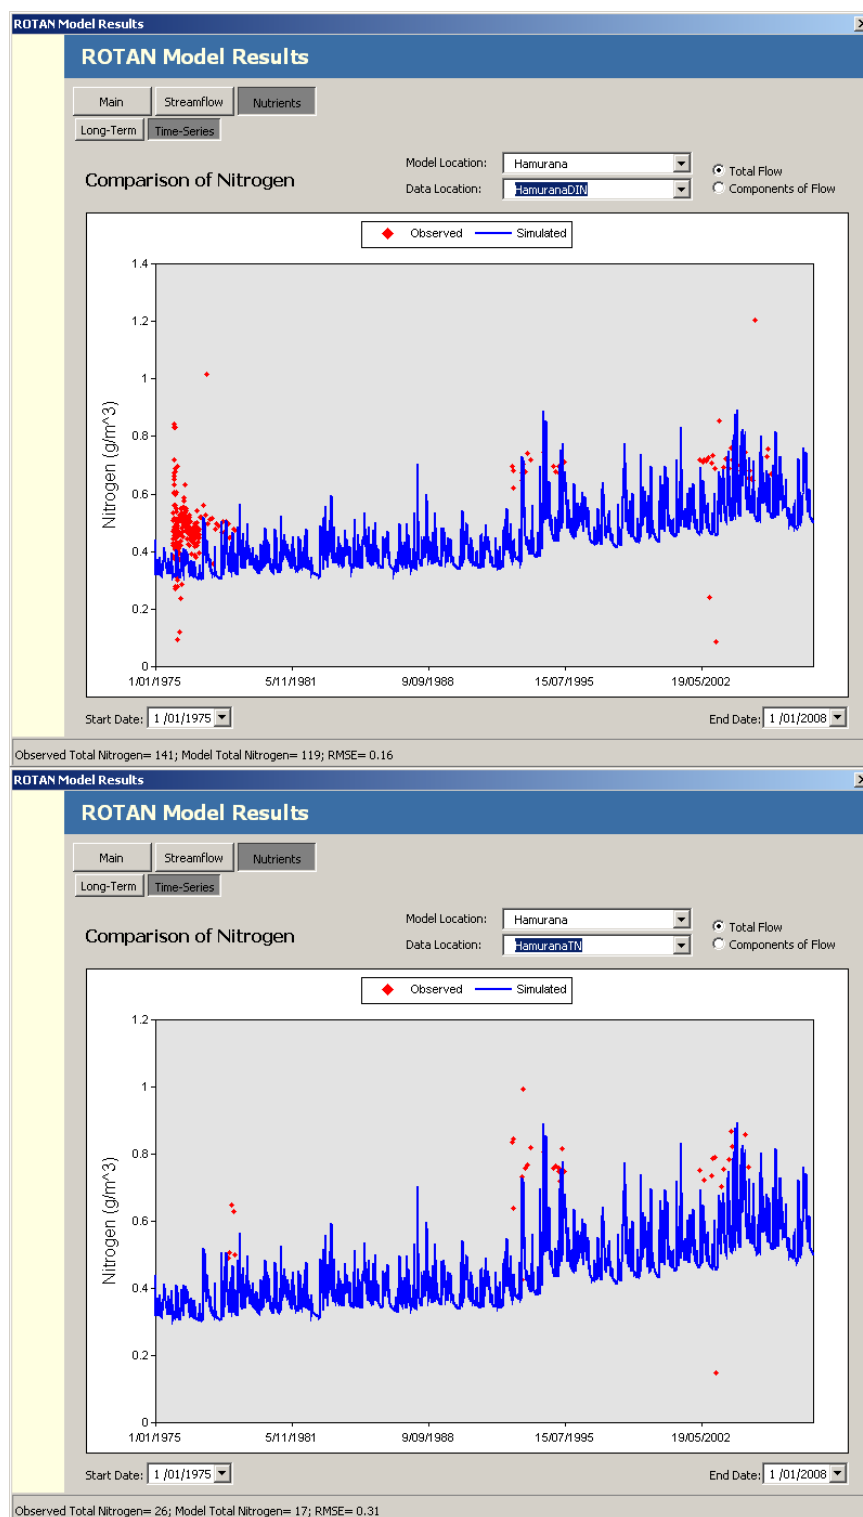 ROTAN Model Results
ROTAN Model Results
Main Streamflow Nutrients
Long-Term Time-Series
Comparison of Nitrogen
Model Location: Hamurana
Data Location: HamuranaDIN
Total Flow
Components of Flow
Observed Simulated
1.4
1.2
1
0.8
0.6
0.4
0.2
0
Nitrogen (g/m^3)
1/01/1975 5/11/1981 9/09/1988 15/07/1995 19/05/2002
Start Date: 1 /01/1975 End Date: 1 /01/2008
Observed Total Nitrogen= 141; Model Total Nitrogen= 119; RMSE= 0.16
ROTAN Model Results
ROTAN Model Results
Main Streamflow Nutrients
Long-Term Time-Series
Comparison of Nitrogen
Model Location: Hamurana
Data Location: HamuranaTN
Total Flow
Components of Flow
Observed Simulated
1.2
1
0.8
0.6
0.4
0.2
0
Nitrogen (g/m^3)
1/01/1975 5/11/1981 9/09/1988 15/07/1995 19/05/2002
Start Date: 1 /01/1975 End Date: 1 /01/2008
Observed Total Nitrogen= 26; Model Total Nitrogen= 17; RMSE= 0.31